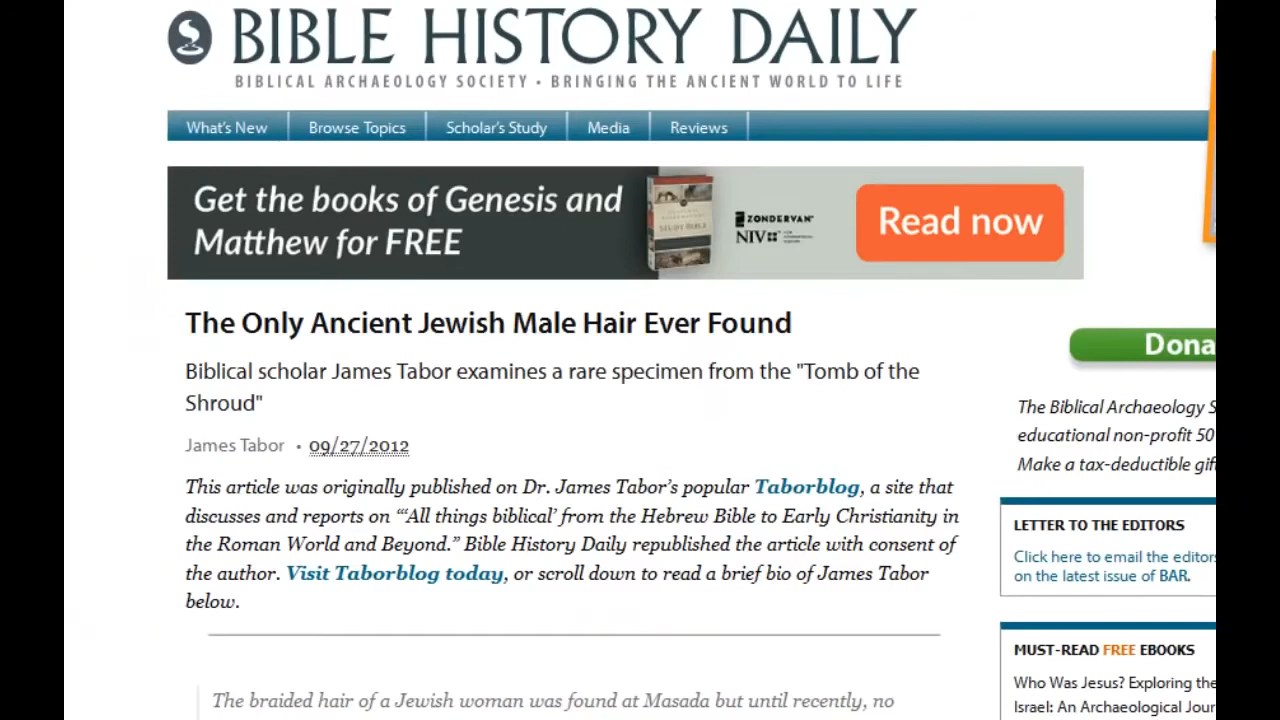 BIBLE HISTORY DAILY
BIBLICAL ARCHAEOLOGY SOCIETY • BRINGING THE ANCIENT WORLD TO LIFE
What's New
Browse Topics
Scholar's Study
Media
Reviews
Get the books of Genesis and
Matthew for FREE
STUDY BIBLE
ZONDERVAN
NIV
Read now
The Only Ancient Jewish Male Hair Ever Found
Biblical scholar James Tabor examines a rare specimen from the "Tomb of the
Shroud"
James Tabor • 09/27/2012
This article was originally published on Dr. James Tabor's popular Taborblog, a site that
discusses and reports on "'All things biblical' from the Hebrew Bible to Early Christianity in
the Roman World and Beyond." Bible History Daily republished the article with consent of
the author. Visit Taborblog today, or scroll down to read a brief bio of James Tabor
below.
The braided hair of a Jewish woman was found at Masada but until recently, no
Dona
The Biblical Archaeology S
educational non-profit 50
Make a tax-deductible gif
LETTER TO THE EDITORS
Click here to email the editor
on the latest issue of BAR.
MUST-READ FREE EBOOKS
Who Was Jesus? Exploring the
Israel: An Archaeological Jour